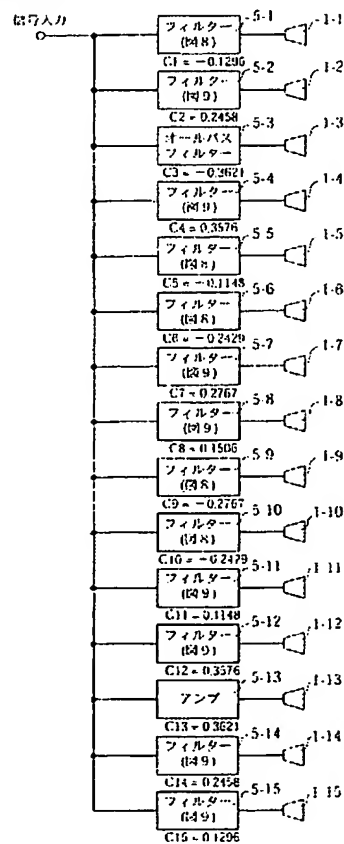 信号入力
5-1
1-1
フィルター
(図8)
C1 = -0.1296
5-2
1-2
フィルター
(図9)
C2 = 0.2458
5-3
1-3
オールパス
フィルター
C3 = -0.3621
5-4
1-4
フィルター
(図9)
C4 = 0.3576
5-5
1-5
フィルター
(図8)
C5 = -0.1148
5-6
1-6
フィルター
(図8)
C6 = -0.2429
5-7
1-7
フィルター
(図9)
C7 = 0.2767
5-8
1-8
フィルター
(図9)
C8 = 0.1506
5-9
1-9
フィルター
(図8)
C9 = -0.2767
5-10
1-10
フィルター
(図8)
C10 = -0.2429
5-11
1-11
フィルター
(図9)
C11 = 0.1148
5-12
1-12
フィルター
(図9)
C12 = 0.3576
5-13
1-13
アンプ
C13 = 0.3621
5-14
1-14
フィルター
(図9)
C14 = 0.2458
5-15
1-15
フィルター
(図9)
C15 = 0.1296